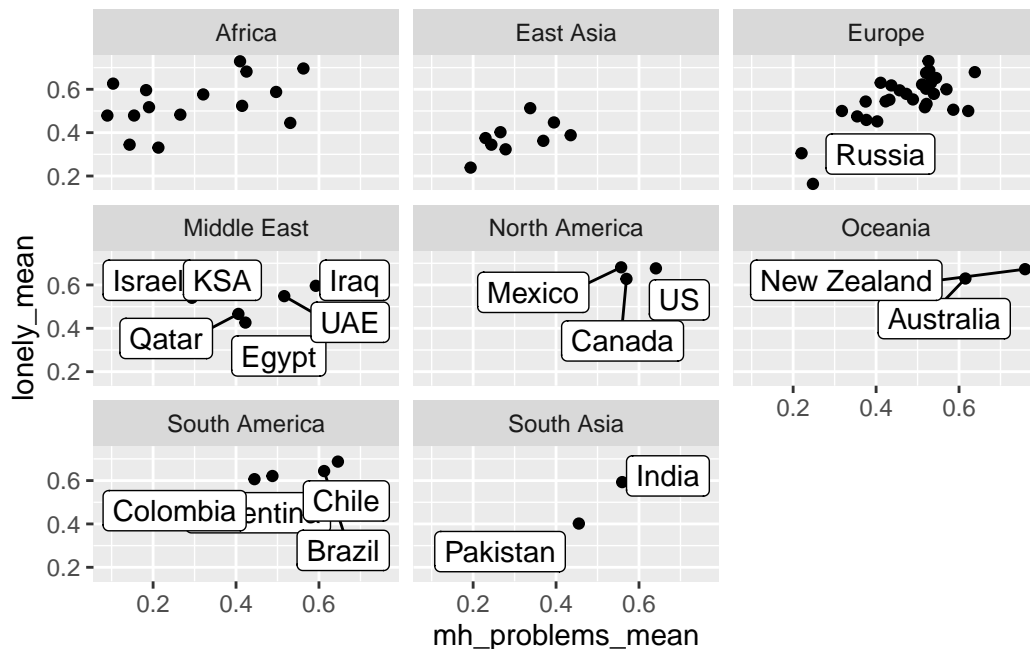 Africa
East Asia
Europe
0.6
0.4
0.2
Russia
Middle East
North America
Oceania
0.6
0.4
0.2
Israel
KSA
Iraq
Qatar
UAE
Egypt
Mexico
US
Canada
New Zealand
Australia
0.2 0.4 0.6
South America
South Asia
0.6
0.4
0.2
Colombia
entina
Chile
Brazil
India
Pakistan
0.2 0.4 0.6
0.2 0.4 0.6
mh_problems_mean
lonely_mean